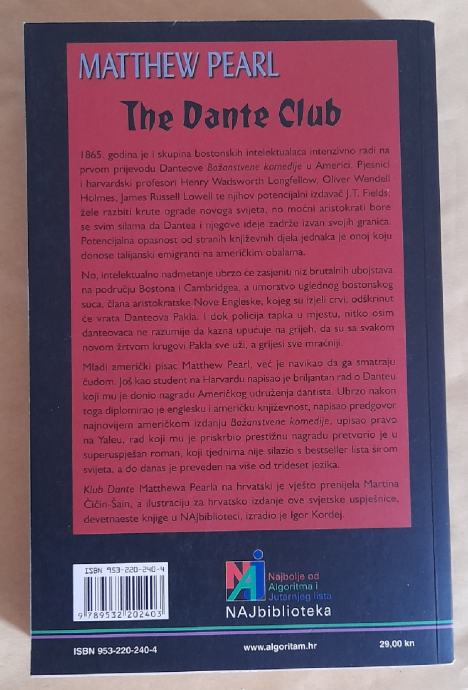 MATTHEW PEARL
The Dante Club
1865. godina je i skupina bostonskih intelektualaca intenzivno radi na
prvom prijevodu Danteove Božanstvene komedije u Americi. Pjesnici
i harvardski profesori Henry Wadsworth Longfellow, Oliver Wendell
Holmes, James Russell Lowell te njihov potencijalni izdavač J.T. Fields
žele razbiti krute ograde novoga svijeta, no moćni aristokrati bore
se svim silama da Dantea i njegove ideje zadrže izvan svojih granica.
Potencijalna opasnost od stranih književnih djela jednaka je onoj koju
donose talijanski emigranti na američkim obalama.
No, intelektualno nadmetanje ubrzo će zasjeniti niz brutalnih ubojstava
na području Bostona i Cambridgea, a umorstvo uglednog bostonskog
suca, člana aristokratske Nove Engleske, kojeg su izjeli crvi, odškrinut
će vrata Danteova Pakla. I dok policija tapka u mjestu, nitko osim
danteovaca ne razumije da kazna upućuje na grijeh, da su sa svakom
novom žrtvom krugovi Pakla sve uži, a grijesi sve mračniji.
Mladi američki pisac Matthew Pearl, već je navikao da ga smatraju
čudom. Još kao student na Harvardu napisao je briljantan rad o Danteu
koji mu je donio nagradu Američkog udruženja dantista. Ubrzo nakon
toga diplomirao je englesku i američku književnost, napisao predgovor
najnovijem američkom izdanju Božanstvene komedije, upisao pravo
na Yaleu, rad koji mu je priskrbio prestižnu nagradu pretvorio je u
superuspješan roman, koji tjednima nije silazio s bestseller lista širom
svijeta, a do danas je preveden na više od trideset jezika.
Klub Dante Matthewa Pearla na hrvatski je vješto prenijela Martina
Čičin-Šain, a ilustraciju za hrvatsko izdanje ove svjetske uspješnice,
devetnaeste knjige u NAJbiblioteci, izradio je Igor Kordej.
ISBN 953-220-240-4
9 789532 202403
NAJ
Najbolje od
Algoritma i
Jutarnjeg lista
NAJbiblioteka
ISBN 953-220-240-4
www.algoritam.hr
29,00 kn